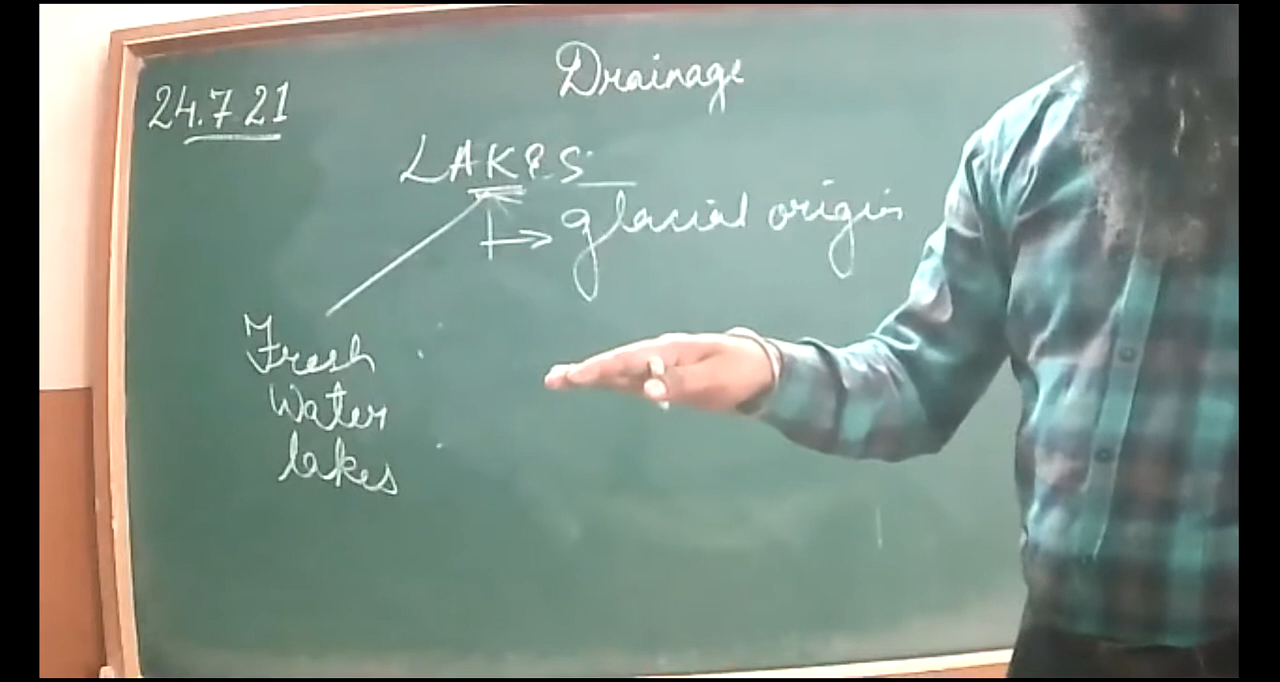 Drainage
24.7 21
LAKES
glacial origin
Fresh
Water
lakes